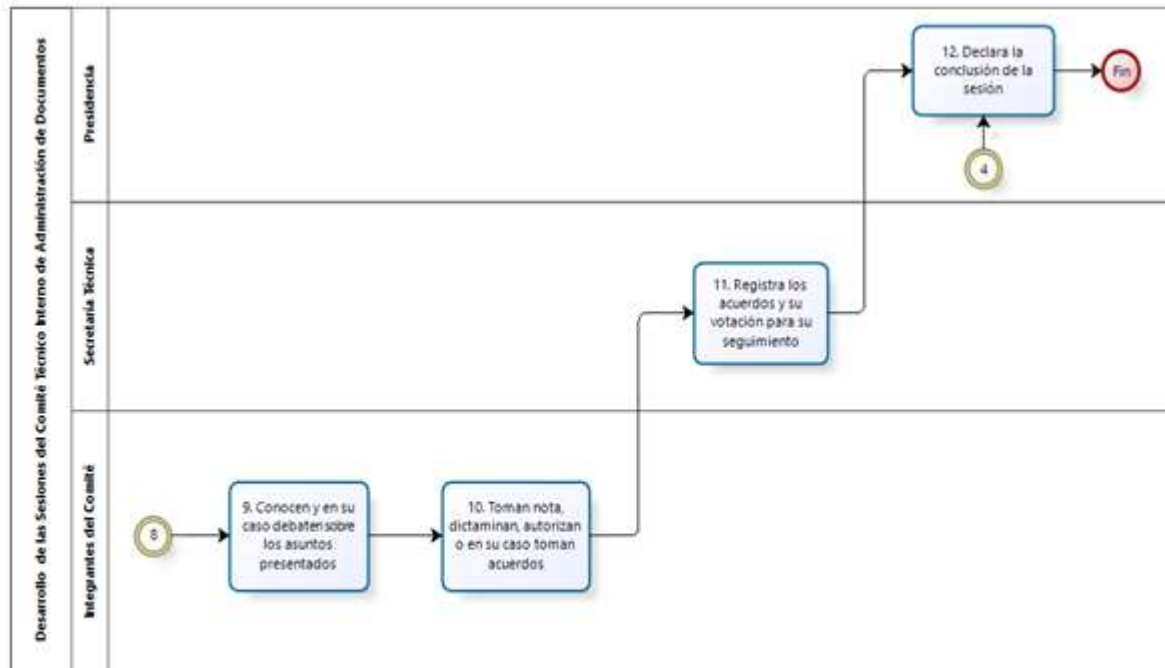 Desarrollo de las Sesiones del Comité Técnico Interno de Administración de Documentos
Presidencia
12. Declara la
conclusión de la
sesión
Fin
4
Secretaría Técnica
11. Registra los
acuerdos y su
votación para su
seguimiento
Integrantes del Comité
8
9. Conocen y en su
caso debaten sobre
los asuntos
presentados
10. Toman nota,
dictaminan, autorizan
o en su caso toman
acuerdos